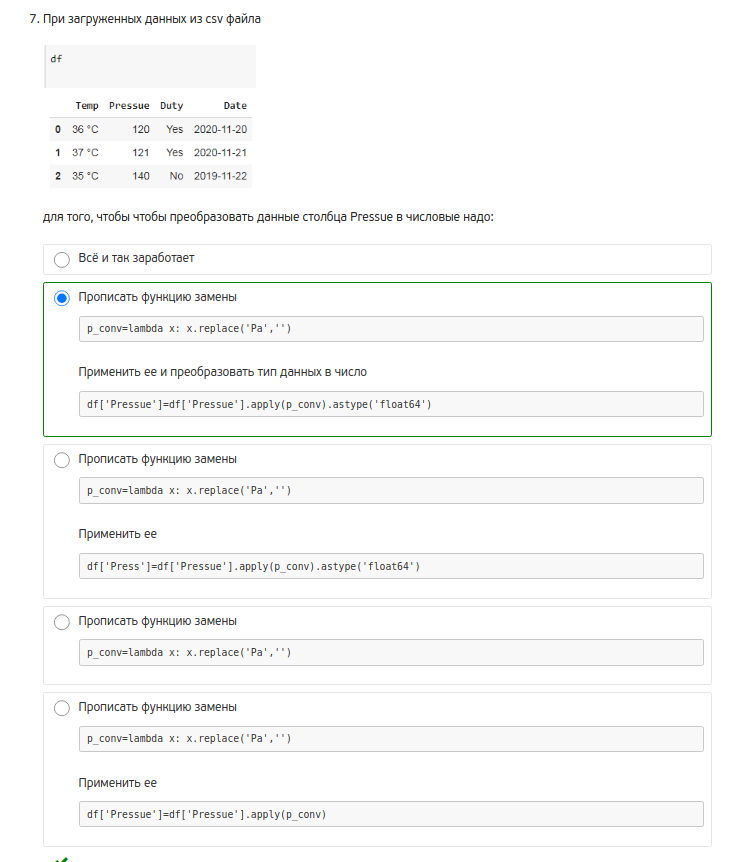 7. При загруженных данных из csv файла
df
Temp Pressue Duty Date
0 36 °C 120 Yes 2020-11-20
1 37 °C 121 Yes 2020-11-21
2 35 °C 140 No 2019-11-22
для того, чтобы чтобы преобразовать данные столбца Pressue в числовые надо:
Всё и так заработает
Прописать функцию замены
p_conv=lambda x: x.replace('Pa','')
Применить ее и преобразовать тип данных в число
df['Pressue']=df['Pressue'].apply(p_conv).astype('float64')
Прописать функцию замены
p_conv=lambda x: x.replace('Pa','')
Применить ее
df['Press']=df['Pressue'].apply(p_conv).astype('float64')
Прописать функцию замены
p_conv=lambda x: x.replace('Pa','')
Прописать функцию замены
p_conv=lambda x: x.replace('Pa','')
Применить ее
df['Pressue']=df['Pressue'].apply(p_conv)